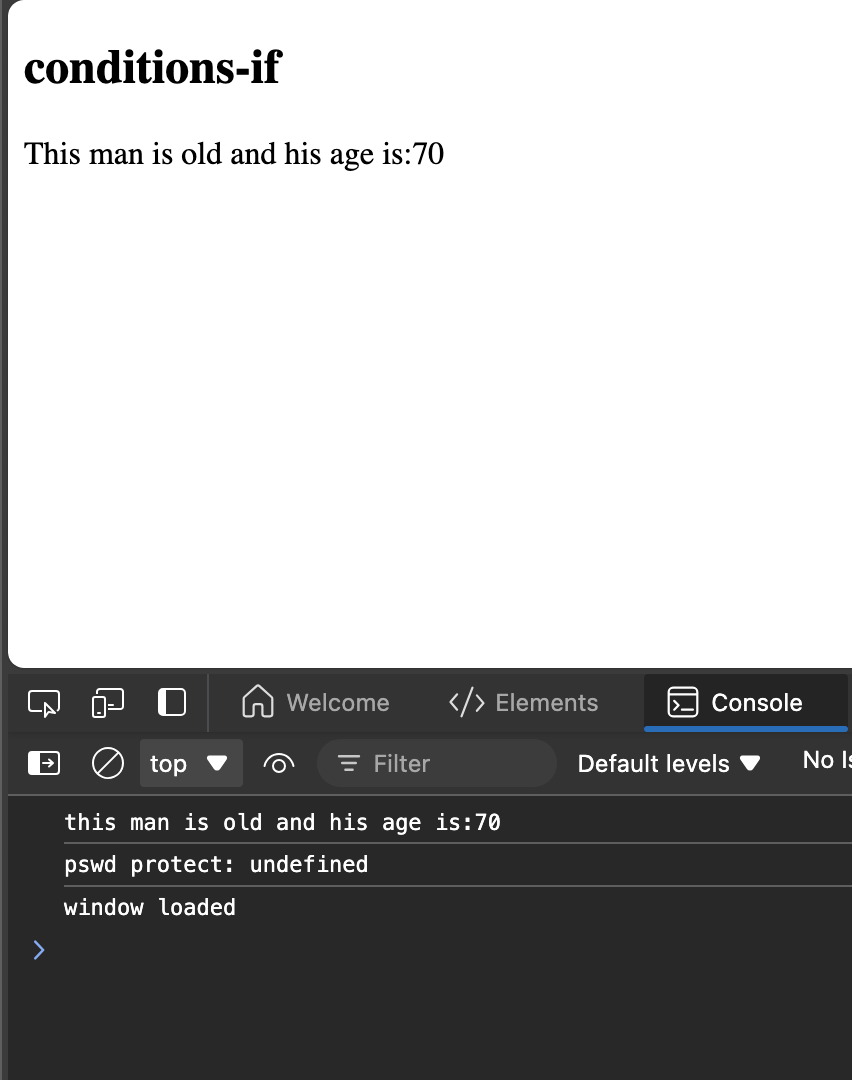 conditions-if
This man is old and his age is:70
Welcome
Elements
Console
top
Filter
Default levels
No
this man is old and his age is:70
pswd protect: undefined
window loaded